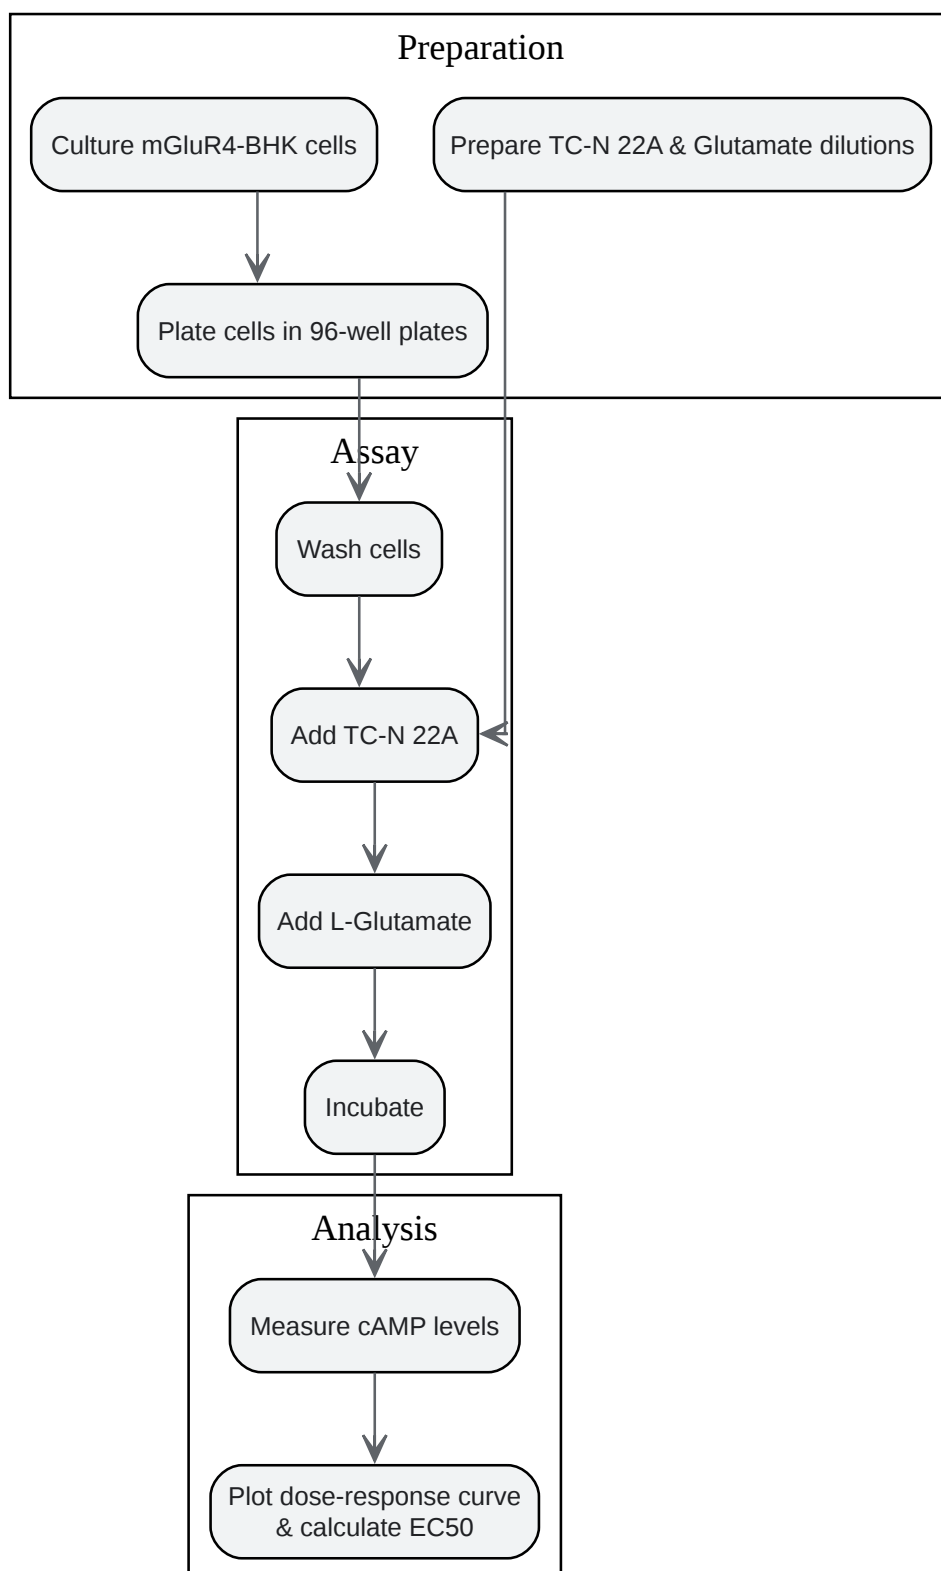 Preparation
Culture mGluR4-BHK cells
Prepare TC-N 22A & Glutamate dilutions
Plate cells in 96-well plates
Assay
Wash cells
Add TC-N 22A
Add L-Glutamate
Incubate
Analysis
Measure cAMP levels
Plot dose-response curve
& calculate EC50